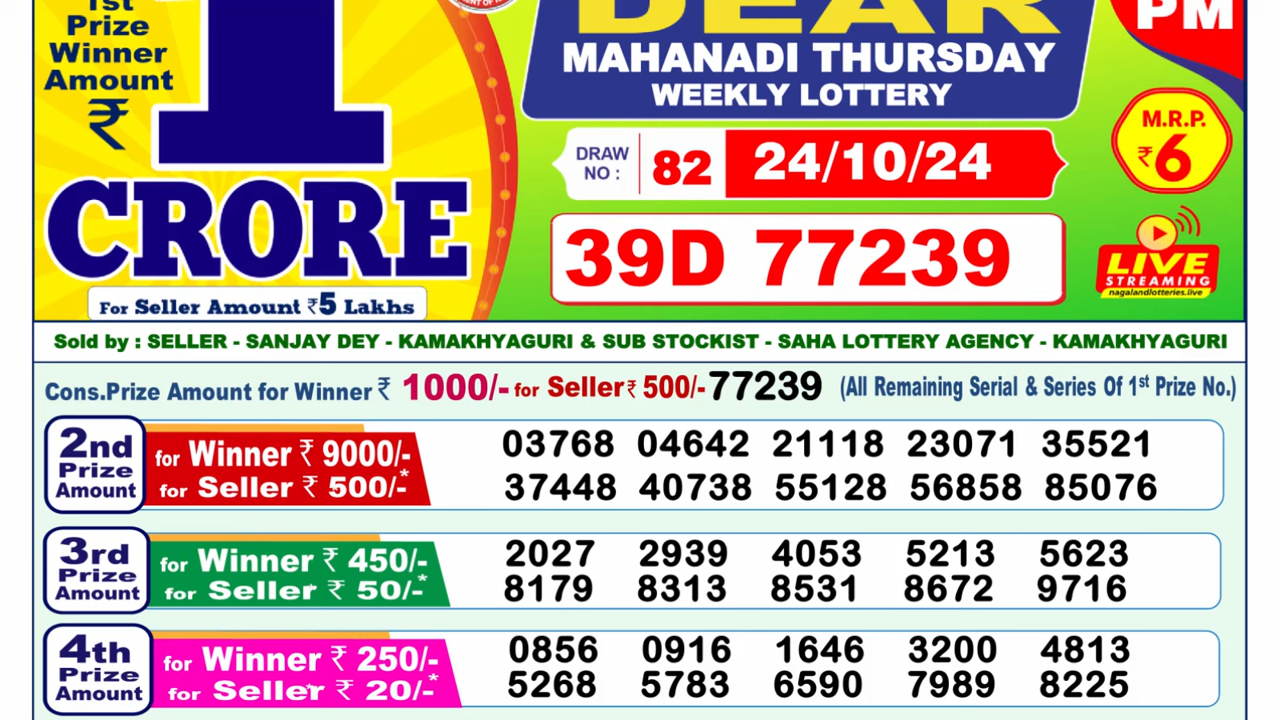 1st
Prize
Winner
Amount
₹
1
CRORE
For Seller Amount ₹5 Lakhs
DEAR
MAHANADI THURSDAY
WEEKLY LOTTERY
PM
DRAW NO : 82 24/10/24
M.R.P.
₹6
39D 77239
LIVE
STREAMING
nagalandlotteries.live
Sold by : SELLER - SANJAY DEY - KAMAKHYAGURI & SUB STOCKIST - SAHA LOTTERY AGENCY - KAMAKHYAGURI
Cons.Prize Amount for Winner ₹ 1000/- for Seller ₹ 500/- 77239 (All Remaining Serial & Series Of 1st Prize No.)
2nd
Prize
Amount
for Winner ₹ 9000/-
for Seller ₹ 500/-*
03768 04642 21118 23071 35521
37448 40738 55128 56858 85076
3rd
Prize
Amount
for Winner ₹ 450/-
for Seller ₹ 50/-*
2027 2939 4053 5213 5623
8179 8313 8531 8672 9716
4th
Prize
Amount
for Winner ₹ 250/-
for Seller ₹ 20/-*
0856 0916 1646 3200 4813
5268 5783 6590 7989 8225